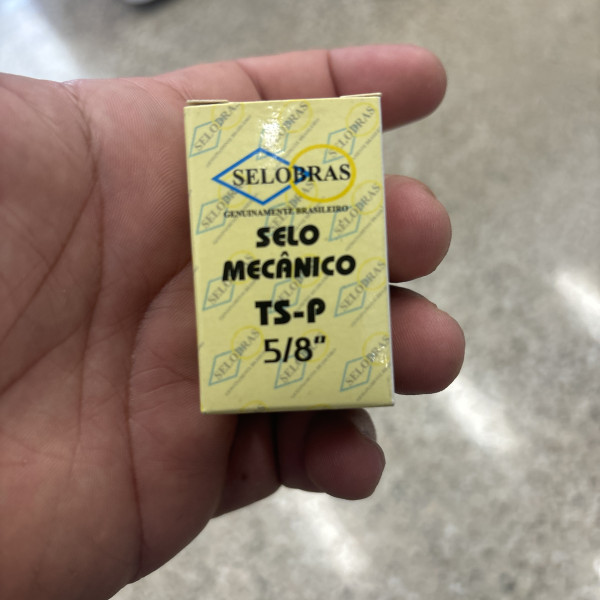 SELOBRAS
GENUINAMENTE BRASILEIRO
SELO
MECÂNICO
TS-P
5/8"